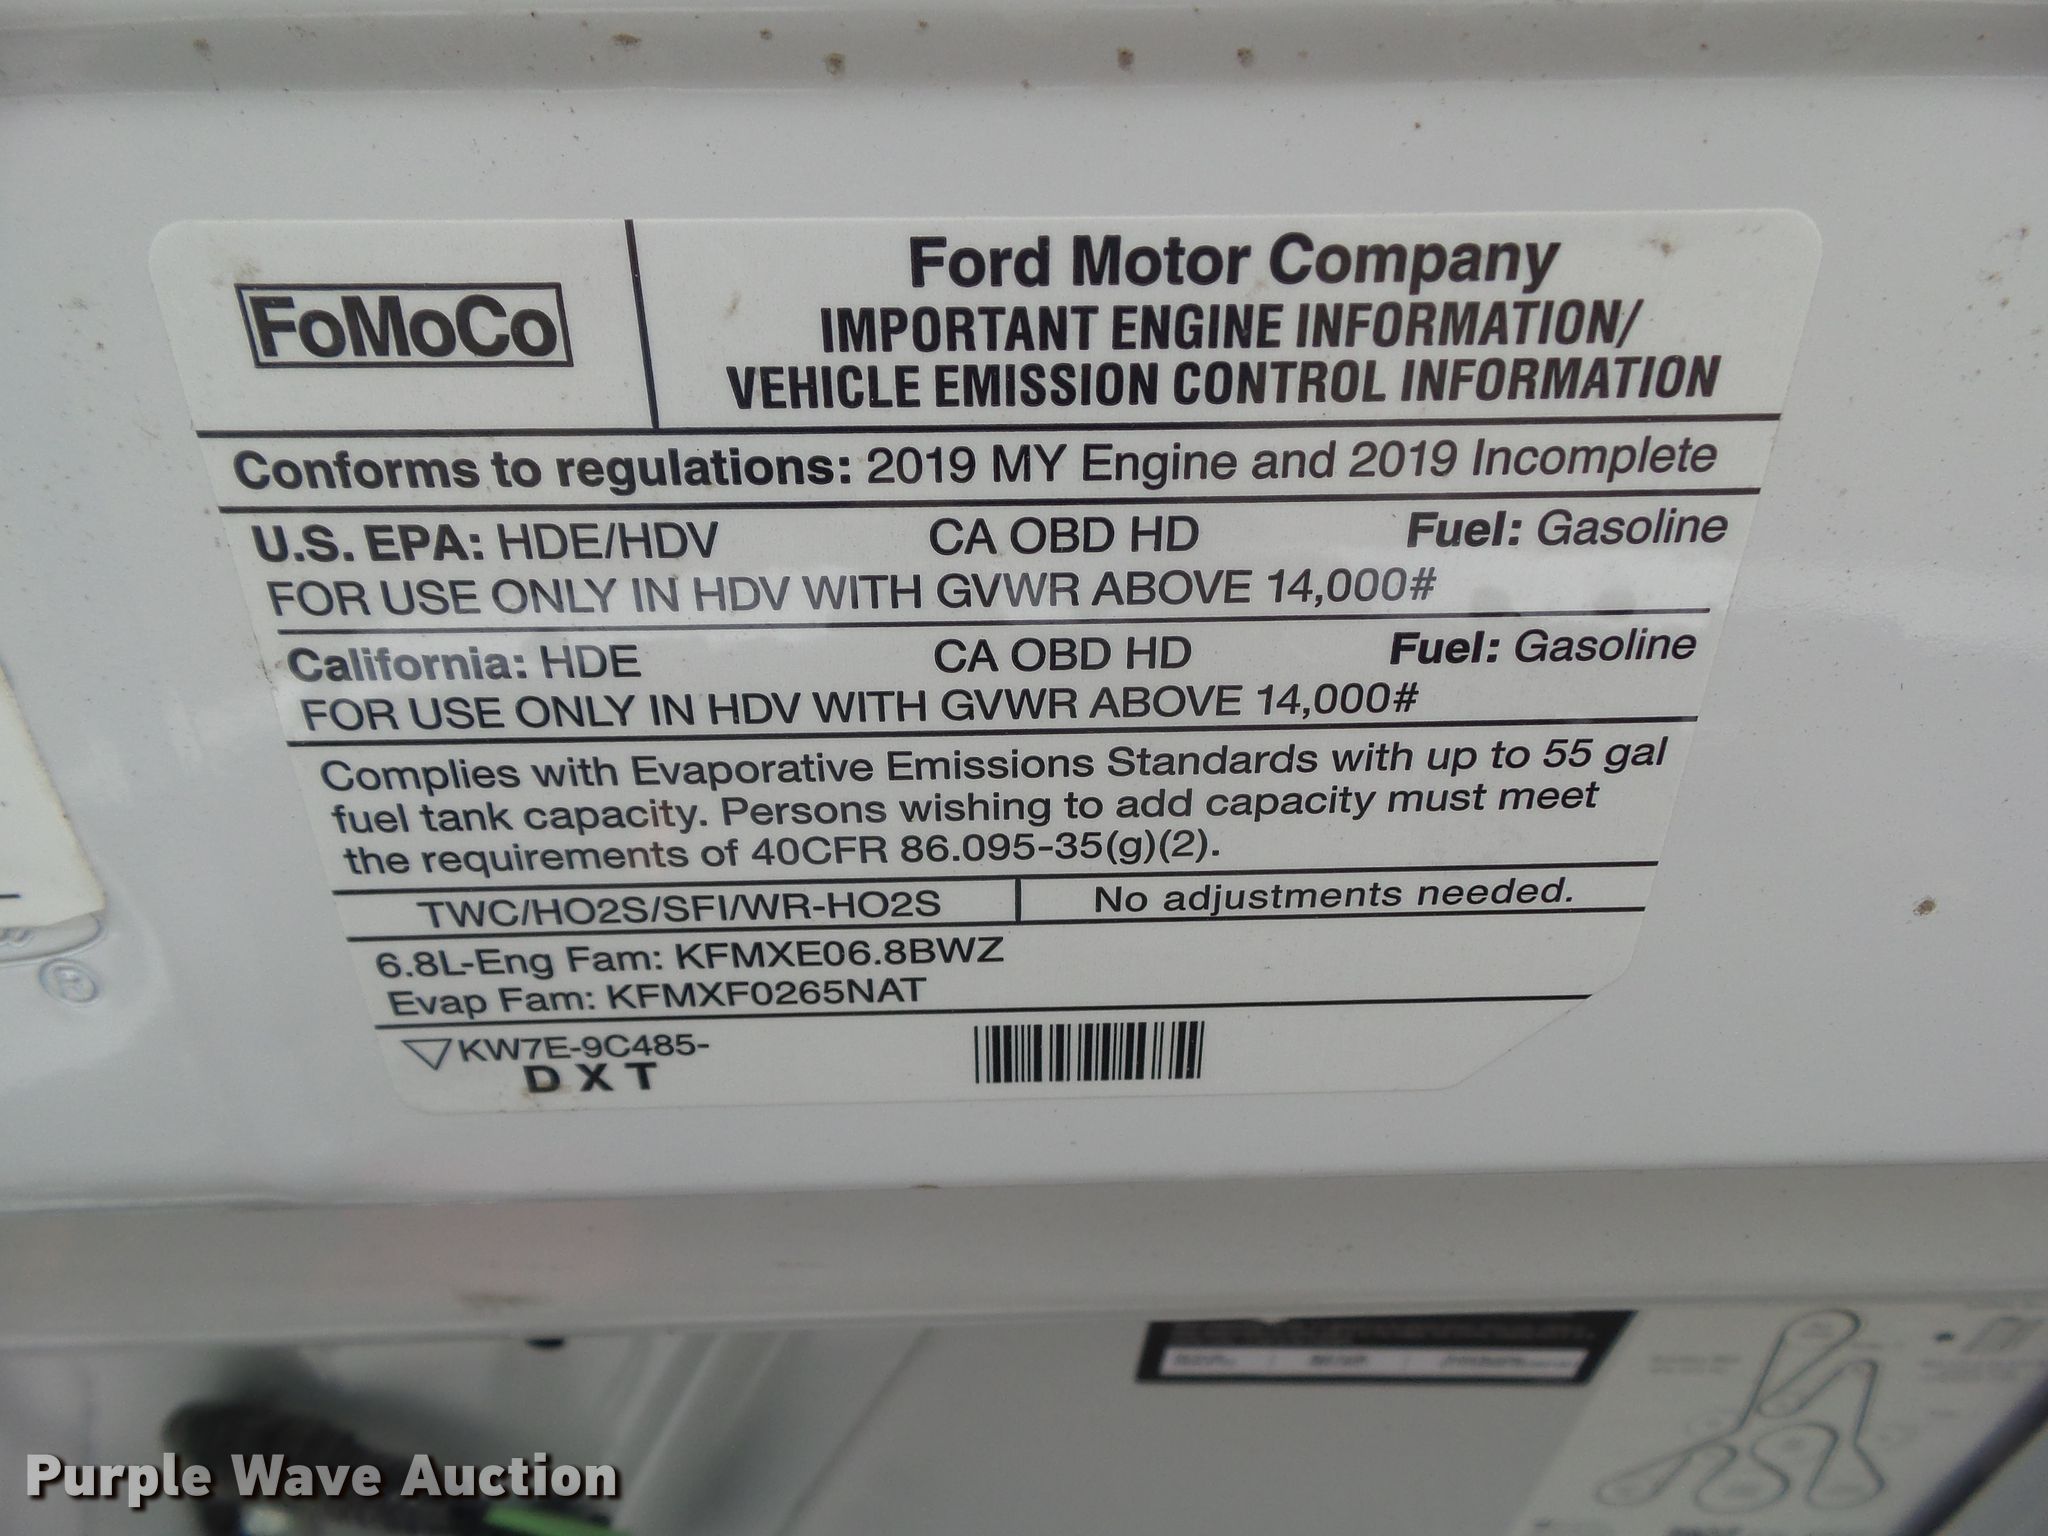 FoMoCo
Ford Motor Company
IMPORTANT ENGINE INFORMATION/
VEHICLE EMISSION CONTROL INFORMATION
Conforms to regulations: 2019 MY Engine and 2019 Incomplete
U.S. EPA: HDE/HDV CA OBD HD Fuel: Gasoline
FOR USE ONLY IN HDV WITH GVWR ABOVE 14,000#
California: HDE CA OBD HD Fuel: Gasoline
FOR USE ONLY IN HDV WITH GVWR ABOVE 14,000#
Complies with Evaporative Emissions Standards with up to 55 gal
fuel tank capacity. Persons wishing to add capacity must meet
the requirements of 40CFR 86.095-35(g)(2).
TWC/HO2S/SFI/WR-HO2S No adjustments needed.
6.8L-Eng Fam: KFMXE06.8BWZ
Evap Fam: KFMXF0265NAT
KW7E-9C485-
DXT
®
Purple Wave Auction